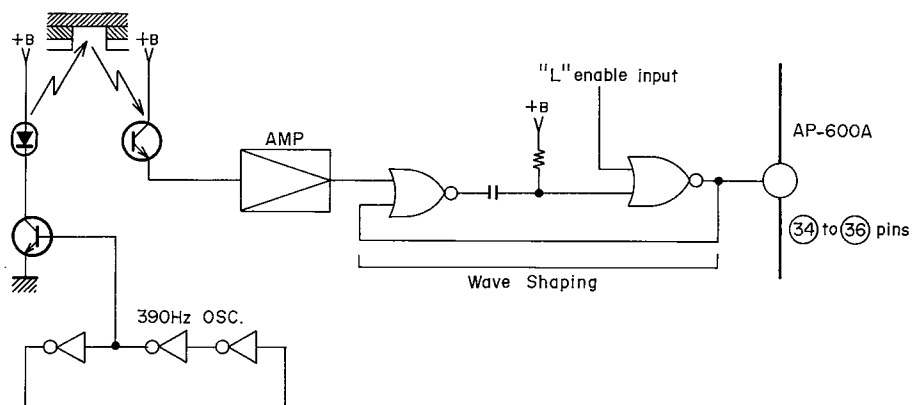 +B
+B
"L" enable input
+B
AMP
AP-600A
34 to 36 pins
Wave Shaping
390Hz OSC.